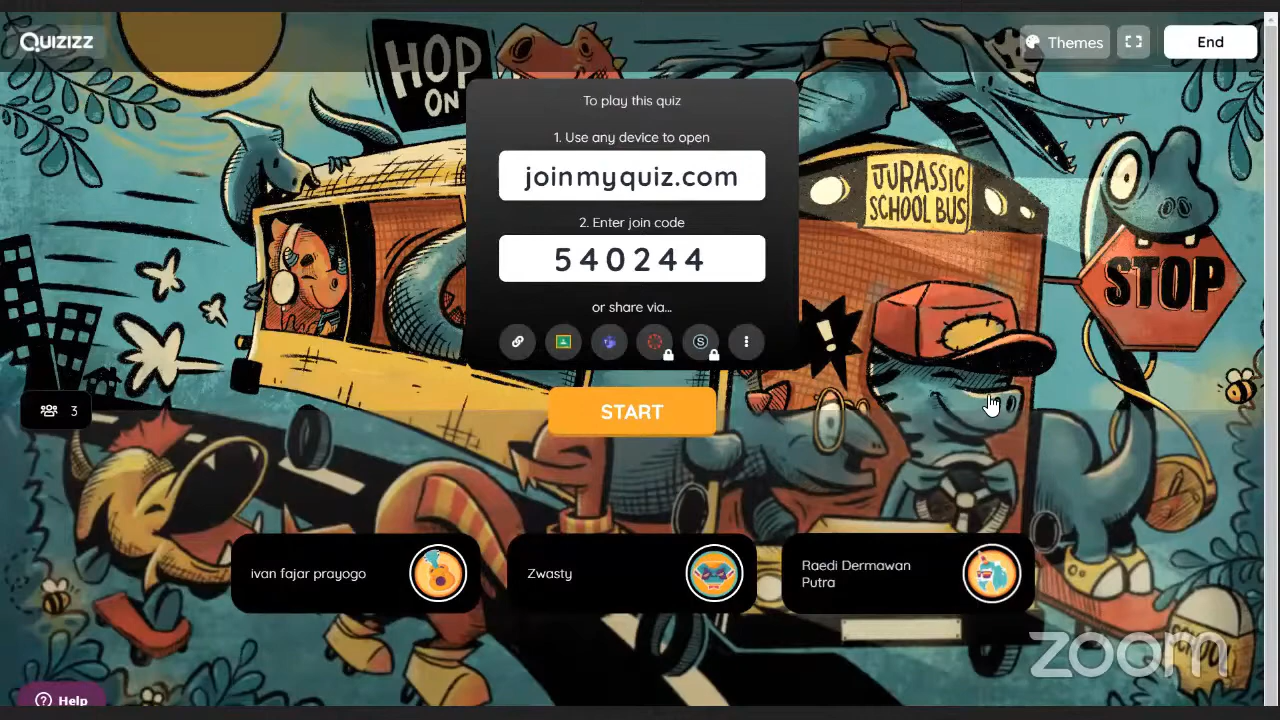 Quizizz
HOP
ON
Themes
End
To play this quiz
1. Use any device to open
joinmyquiz.com
2. Enter join code
540244
or share via...
S
JURASSIC
SCHOOL BUS
STOP
!
3
START
ivan fajar prayogo
Zwasty
Raedi Dermawan
Putra
SCHOOL
zoom
? Help